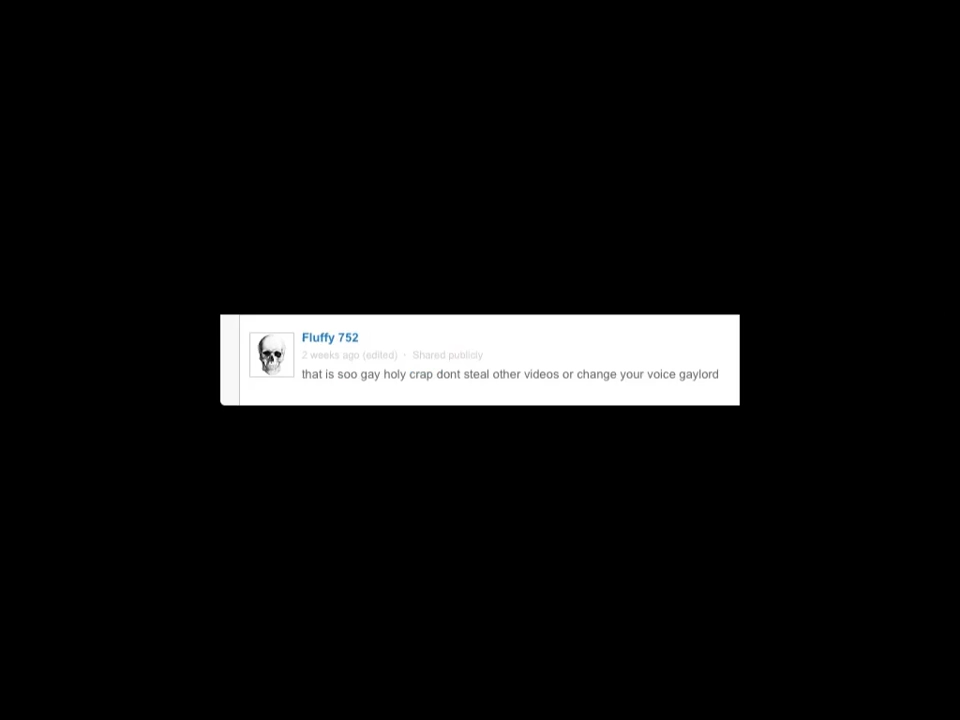 Fluffy 752
2 weeks ago (edited) · Shared publicly
that is soo gay holy crap dont steal other videos or change your voice gaylord